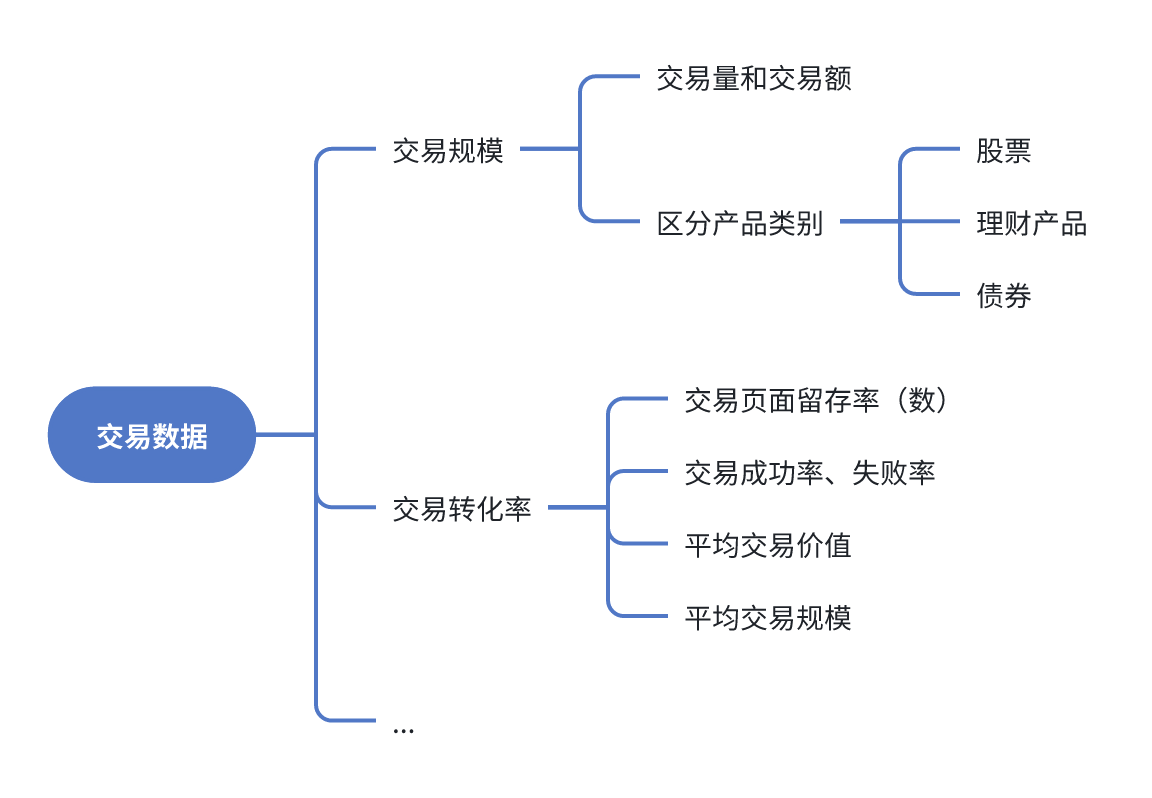 交易数据
交易规模
交易量和交易额
区分产品类别
股票
理财产品
债券
交易转化率
交易页面留存率（数）
交易成功率、失败率
平均交易价值
平均交易规模
...